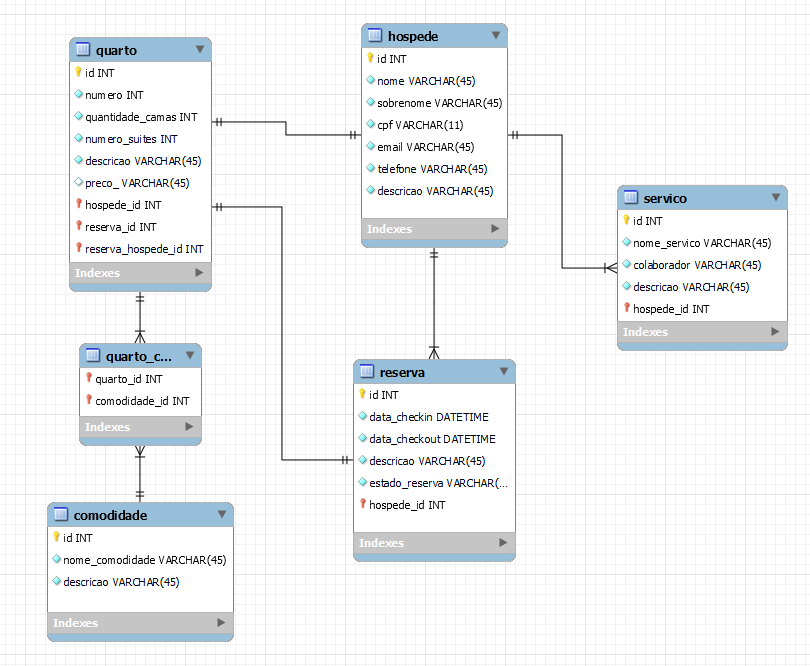 quarto
id INT
numero INT
quantidade_camas INT
numero_suites INT
descricao VARCHAR(45)
preco_ VARCHAR(45)
hospede_id INT
reserva_id INT
reserva_hospede_id INT
Indexes
hospede
id INT
nome VARCHAR(45)
sobrenome VARCHAR(45)
cpf VARCHAR(11)
email VARCHAR(45)
telefone VARCHAR(45)
descricao VARCHAR(45)
Indexes
servico
id INT
nome_servico VARCHAR(45)
colaborador VARCHAR(45)
descricao VARCHAR(45)
hospede_id INT
Indexes
quarto_c...
quarto_id INT
comodidade_id INT
Indexes
reserva
id INT
data_checkin DATETIME
data_checkout DATETIME
descricao VARCHAR(45)
estado_reserva VARCHAR(...
hospede_id INT
Indexes
comodidade
id INT
nome_comodidade VARCHAR(45)
descricao VARCHAR(45)
Indexes